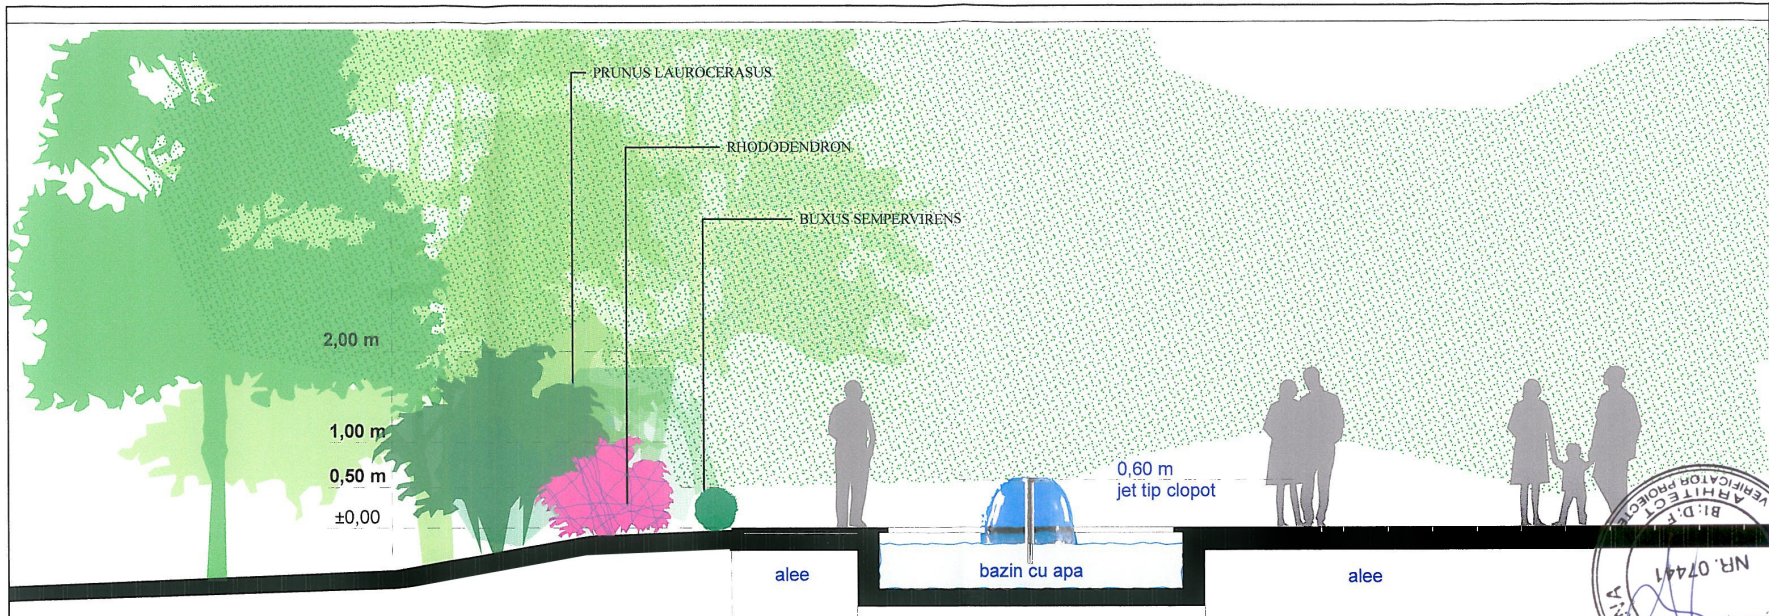 PRUNUS LAUROCERASUS
RHODODENDRON
BUXUS SEMPERVIRENS
2,00 m
1,00 m
0,50 m
±0,00
0,60 m
jet tip clopot
alee
bazin cu apa
alee
VERIFICATOR PROIECTE
ARHITECT
NR. 07441